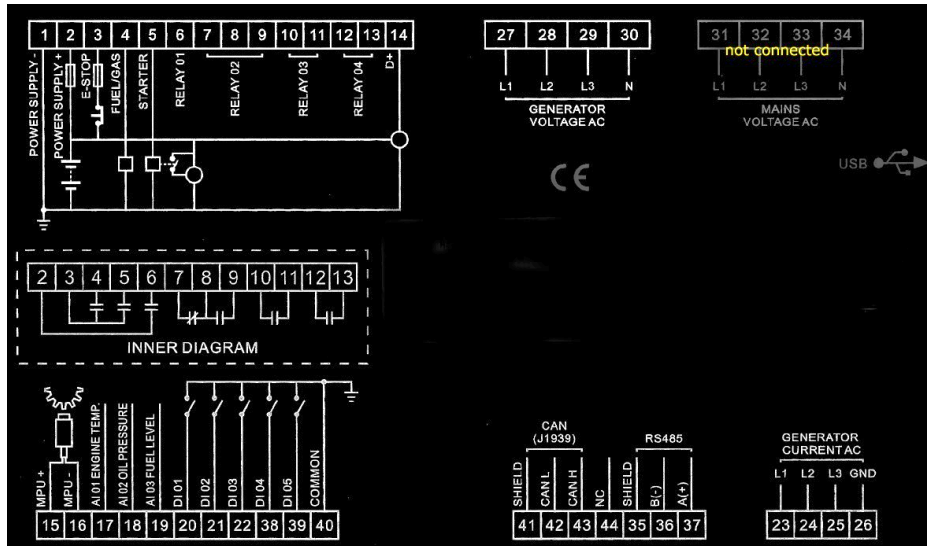 1 2 3 4 5 6 7 8 9 10 11 12 13 14
POWER SUPPLY -
POWER SUPPLY +
E-STOP
FUEL/GAS
STARTER
RELAY 01
RELAY 02
RELAY 03
RELAY 04
D+
27 28 29 30
L1 L2 L3 N
GENERATOR
VOLTAGE AC
31 32 33 34
not connected
L1 L2 L3 N
MAINS
VOLTAGE AC
USB
CE
2 3 4 5 6 7 8 9 10 11 12 13
INNER DIAGRAM
MPU +
MPU -
AI 01 ENGINE TEMP.
AI 02 OIL PRESSURE
AI 03 FUEL LEVEL
DI 01
DI 02
DI 03
DI 04
DI 05
COMMON
15 16 17 18 19 20 21 22 38 39 40
CAN
(J1939)
RS485
SHIELD
CAN L
CAN H
NC
SHIELD
B(-)
A(+)
41 42 43 44 35 36 37
GENERATOR
CURRENT AC
L1 L2 L3 GND
23 24 25 26